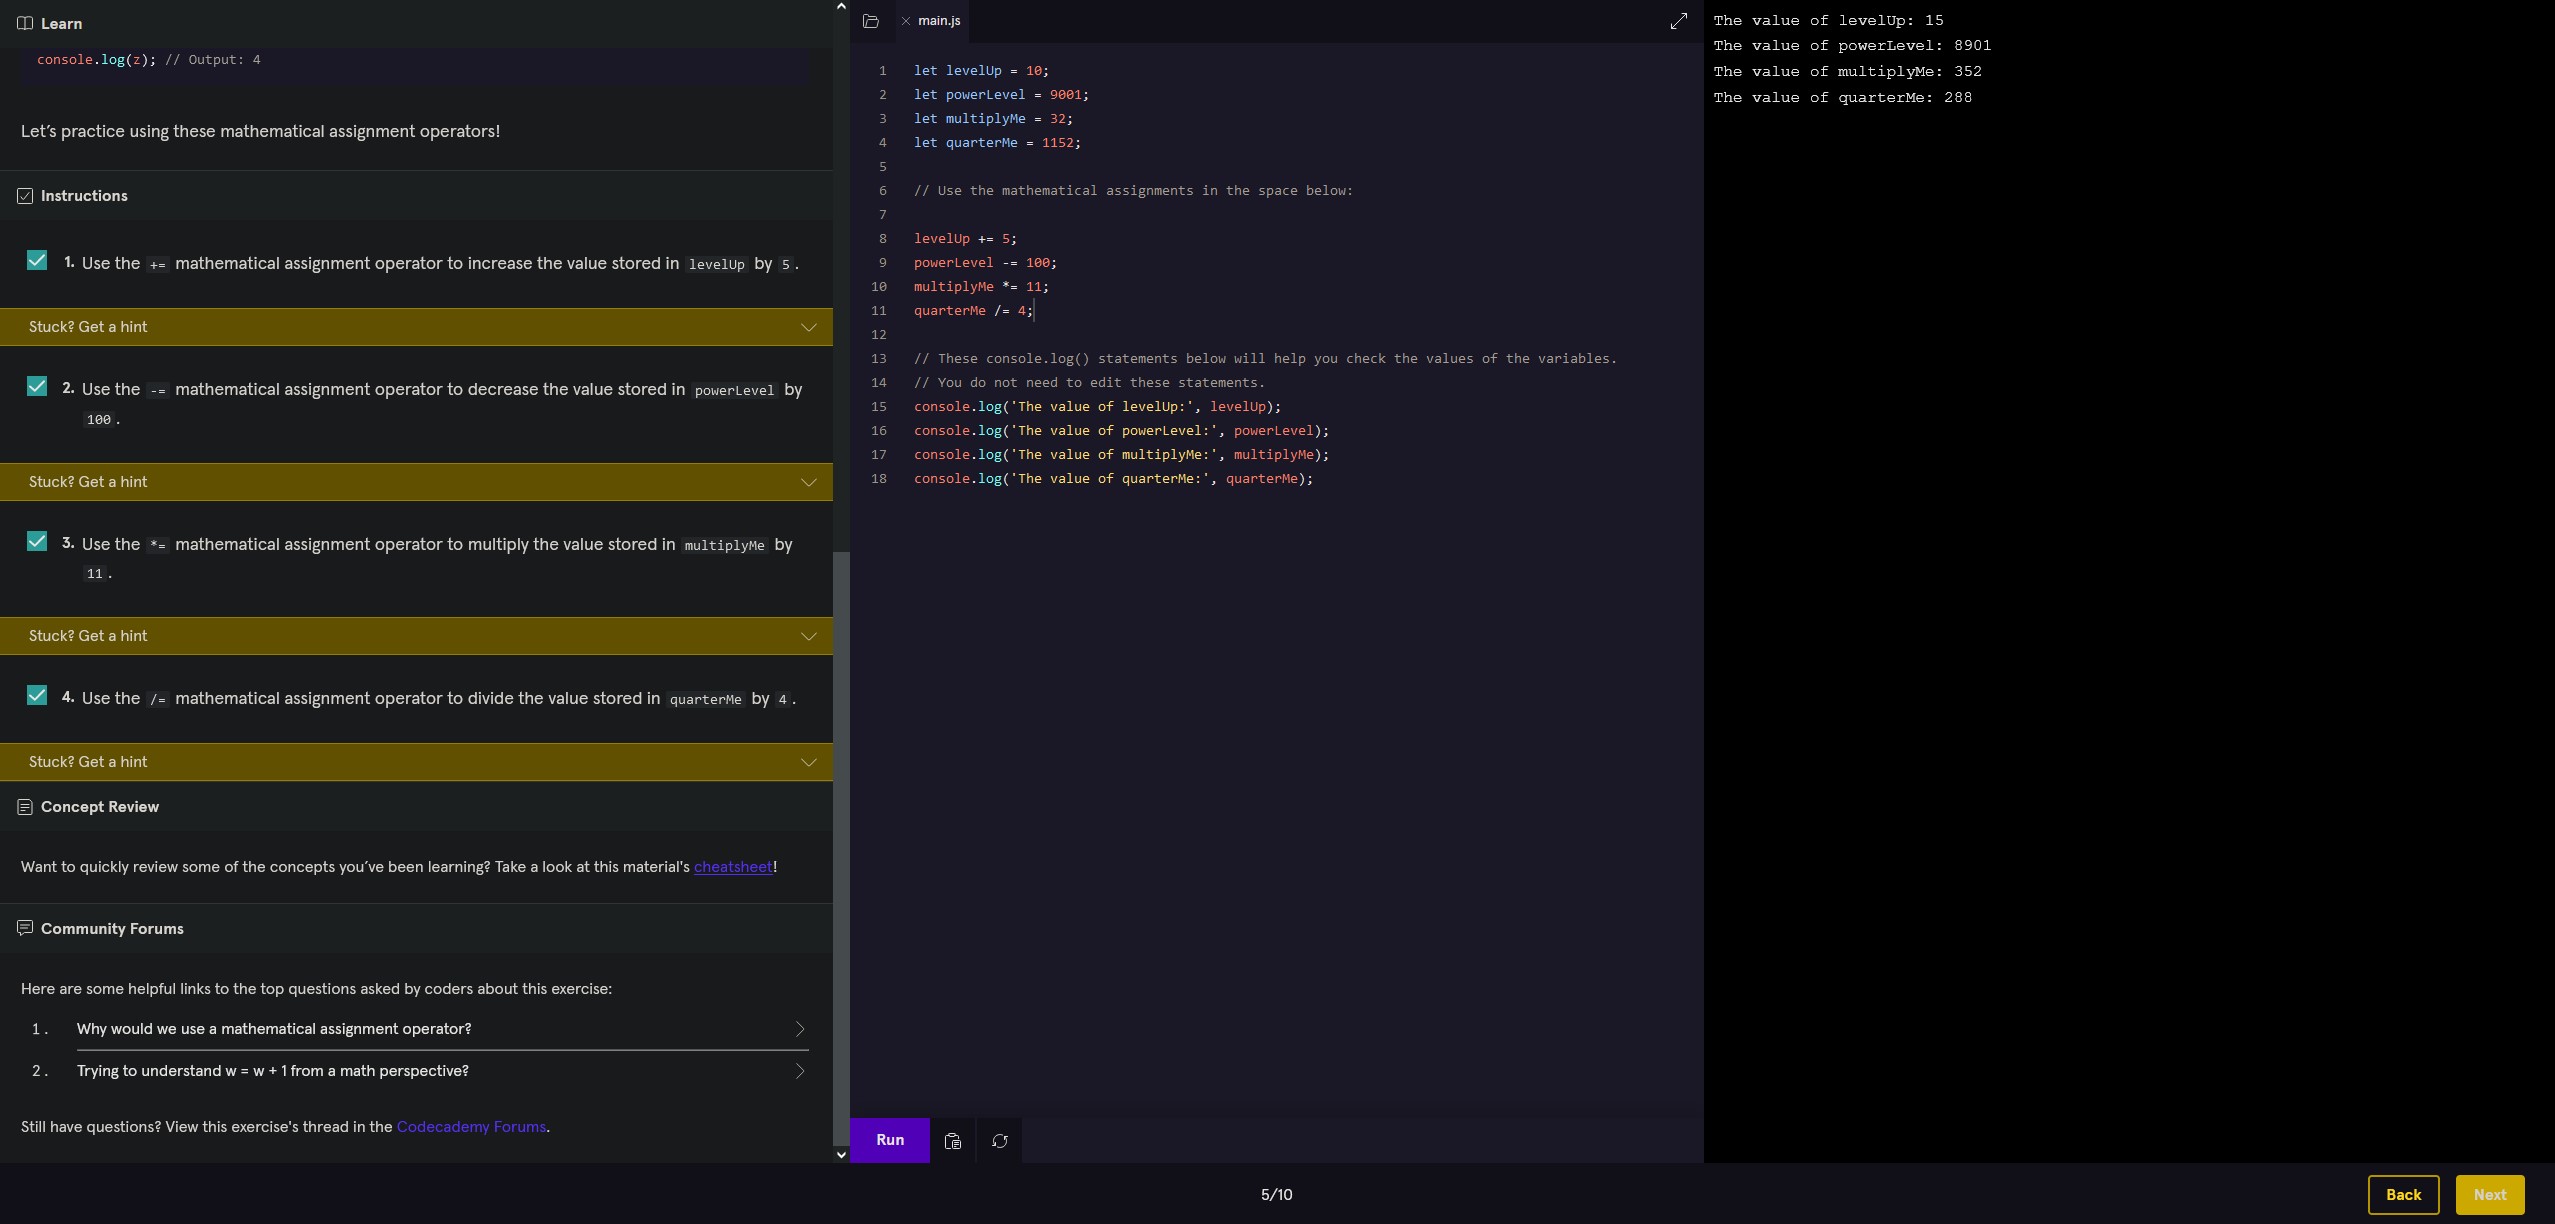 Learn
console.log(z); // Output: 4
Let’s practice using these mathematical assignment operators!
Instructions
1. Use the += mathematical assignment operator to increase the value stored in levelUp by 5.
Stuck? Get a hint
2. Use the -= mathematical assignment operator to decrease the value stored in powerLevel by
100.
Stuck? Get a hint
3. Use the *= mathematical assignment operator to multiply the value stored in multiplyMe by
11.
Stuck? Get a hint
4. Use the /= mathematical assignment operator to divide the value stored in quarterMe by 4.
Stuck? Get a hint
Concept Review
Want to quickly review some of the concepts you’ve been learning? Take a look at this material's cheatsheet!
Community Forums
Here are some helpful links to the top questions asked by coders about this exercise:
1. Why would we use a mathematical assignment operator?
2. Trying to understand w = w + 1 from a math perspective?
Still have questions? View this exercise's thread in the Codecademy Forums.
main.js
1 let levelUp = 10;
2 let powerLevel = 9001;
3 let multiplyMe = 32;
4 let quarterMe = 1152;
5
6 // Use the mathematical assignments in the space below:
7
8 levelUp += 5;
9 powerLevel -= 100;
10 multiplyMe *= 11;
11 quarterMe /= 4;
12
13 // These console.log() statements below will help you check the values of the variables.
14 // You do not need to edit these statements.
15 console.log('The value of levelUp:', levelUp);
16 console.log('The value of powerLevel:', powerLevel);
17 console.log('The value of multiplyMe:', multiplyMe);
18 console.log('The value of quarterMe:', quarterMe);
Run
The value of levelUp: 15
The value of powerLevel: 8901
The value of multiplyMe: 352
The value of quarterMe: 288
5/10
Back
Next